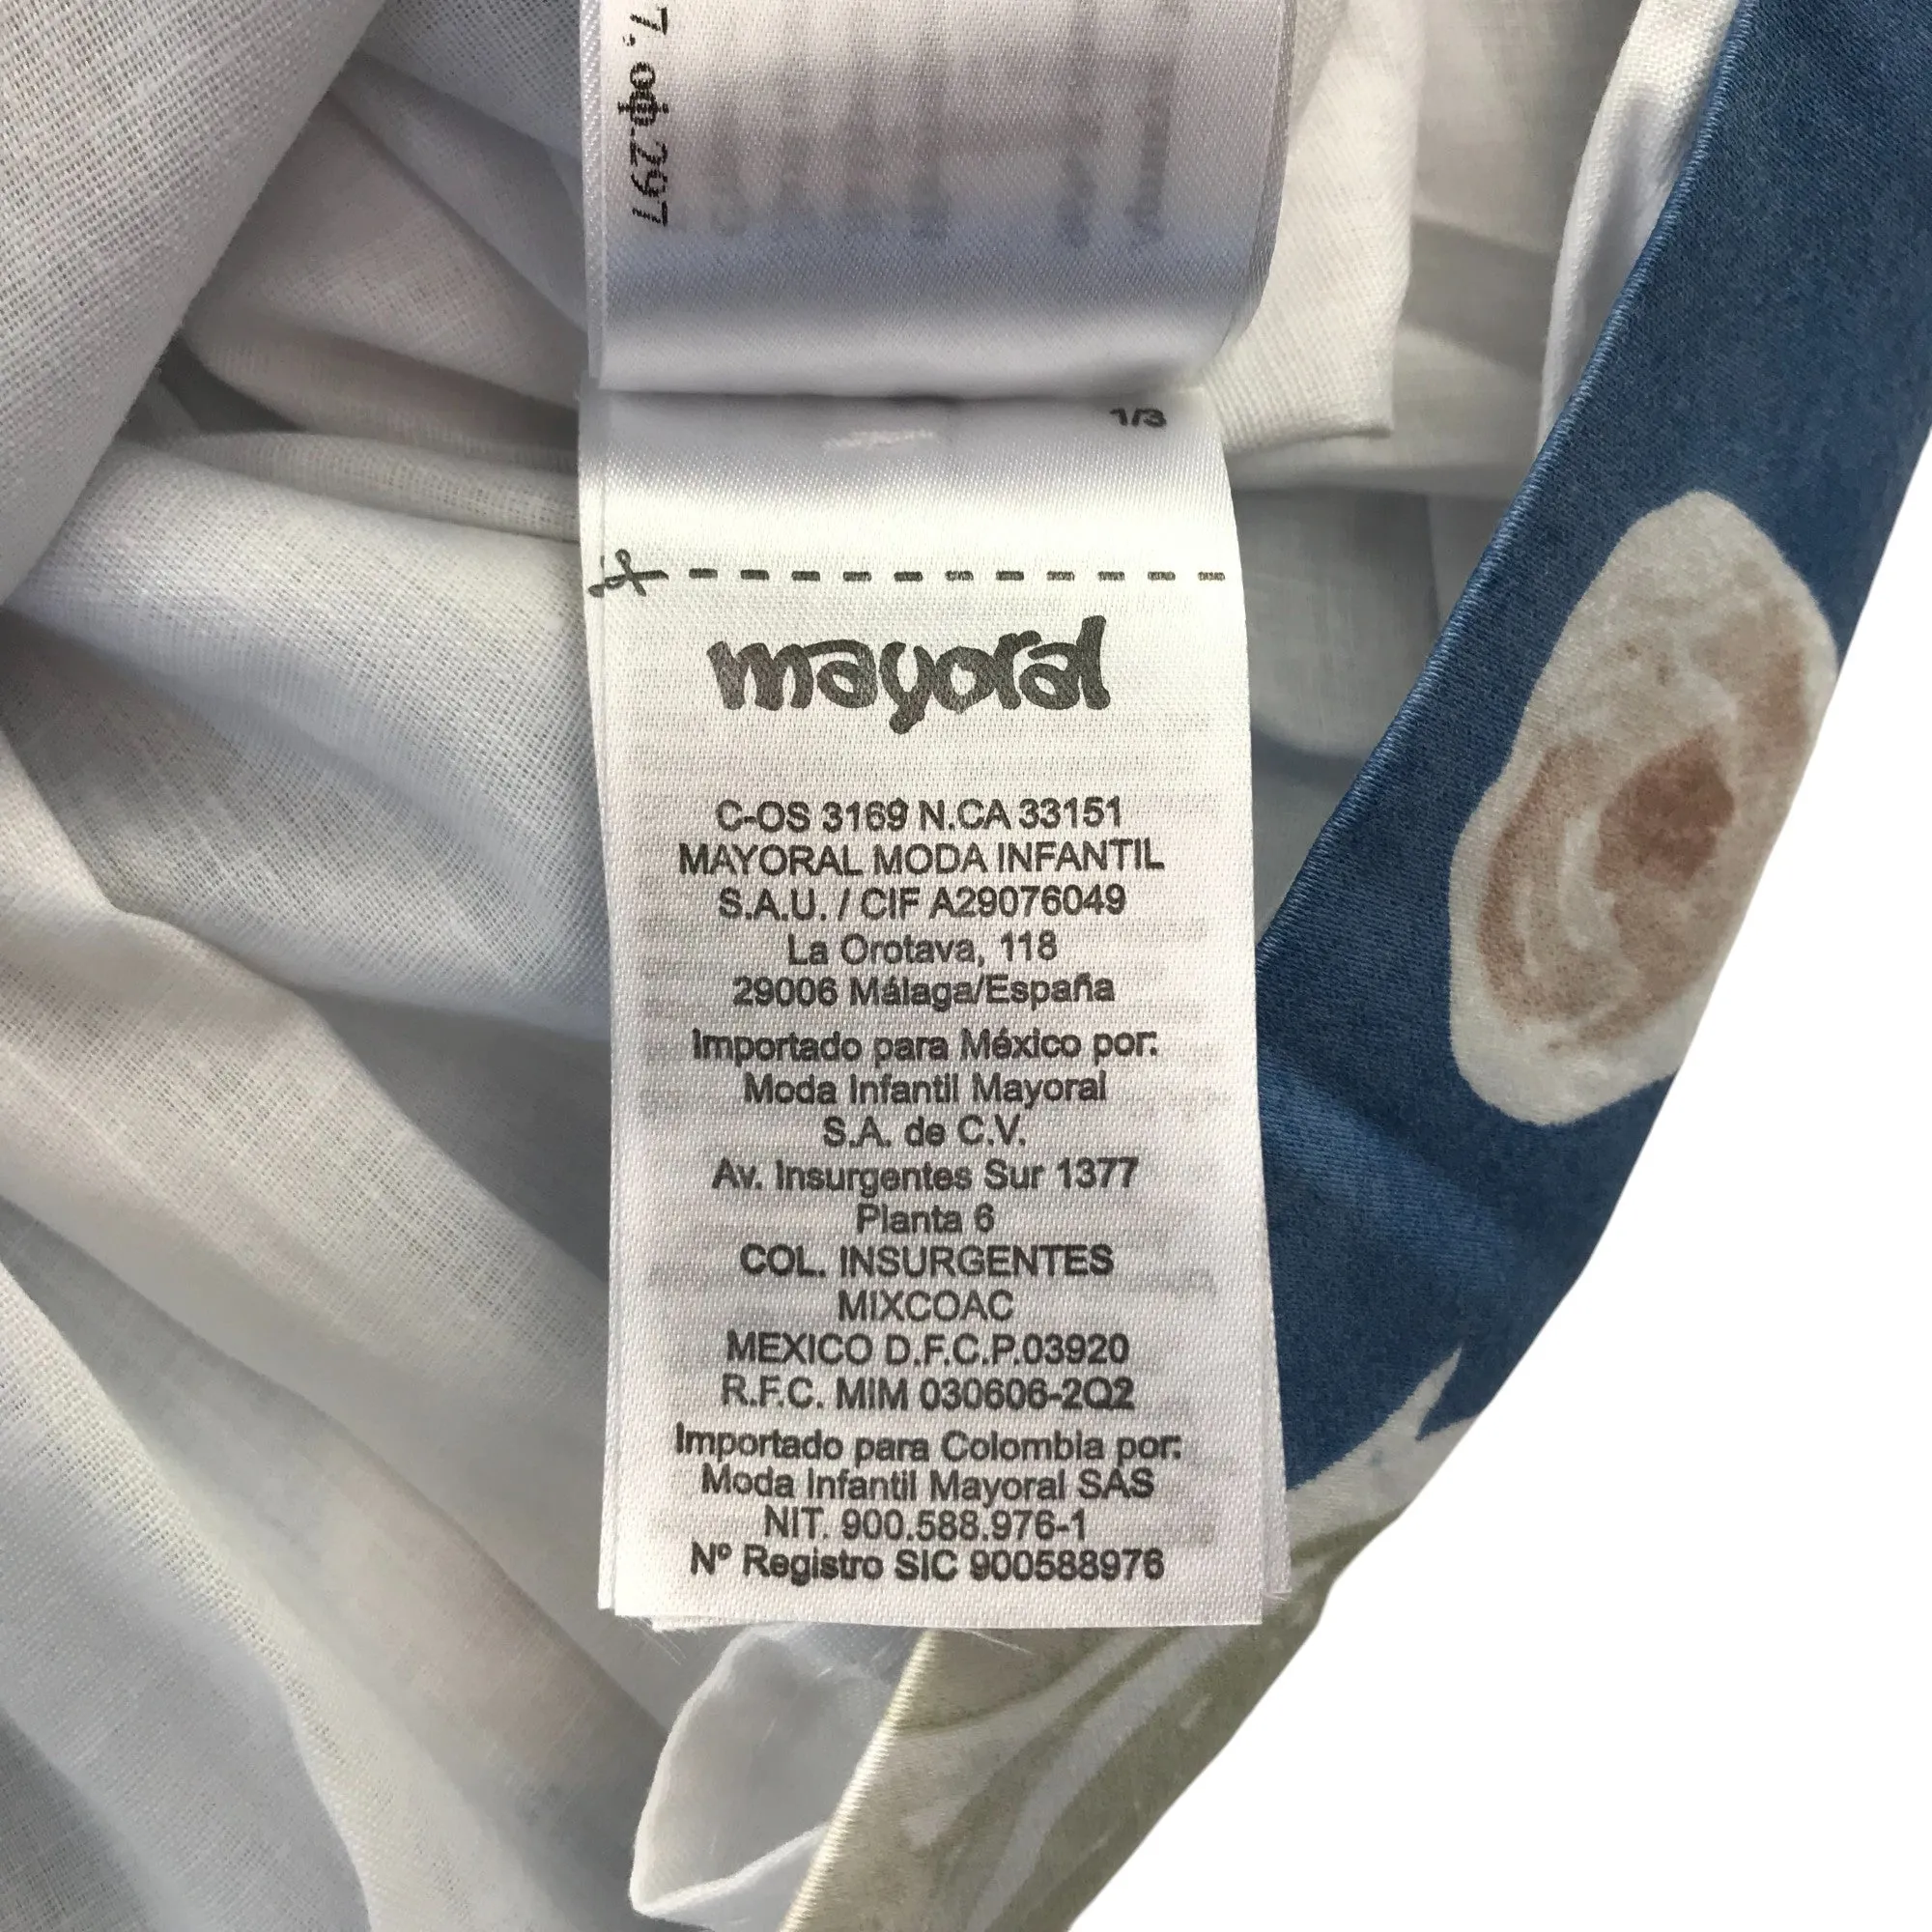 7, оф.297
1/3
mayoral
C-OS 3169 N.CA 33151
MAYORAL MODA INFANTIL
S.A.U. / CIF A29076049
La Orotava, 118
29006 Málaga/España
Importado para México por:
Moda Infantil Mayoral
S.A. de C.V.
Av. Insurgentes Sur 1377
Planta 6
COL. INSURGENTES
MIXCOAC
MEXICO D.F.C.P.03920
R.F.C. MIM 030606-2Q2
Importado para Colombia por:
Moda Infantil Mayoral SAS
NIT. 900.588.976-1
Nº Registro SIC 900588976